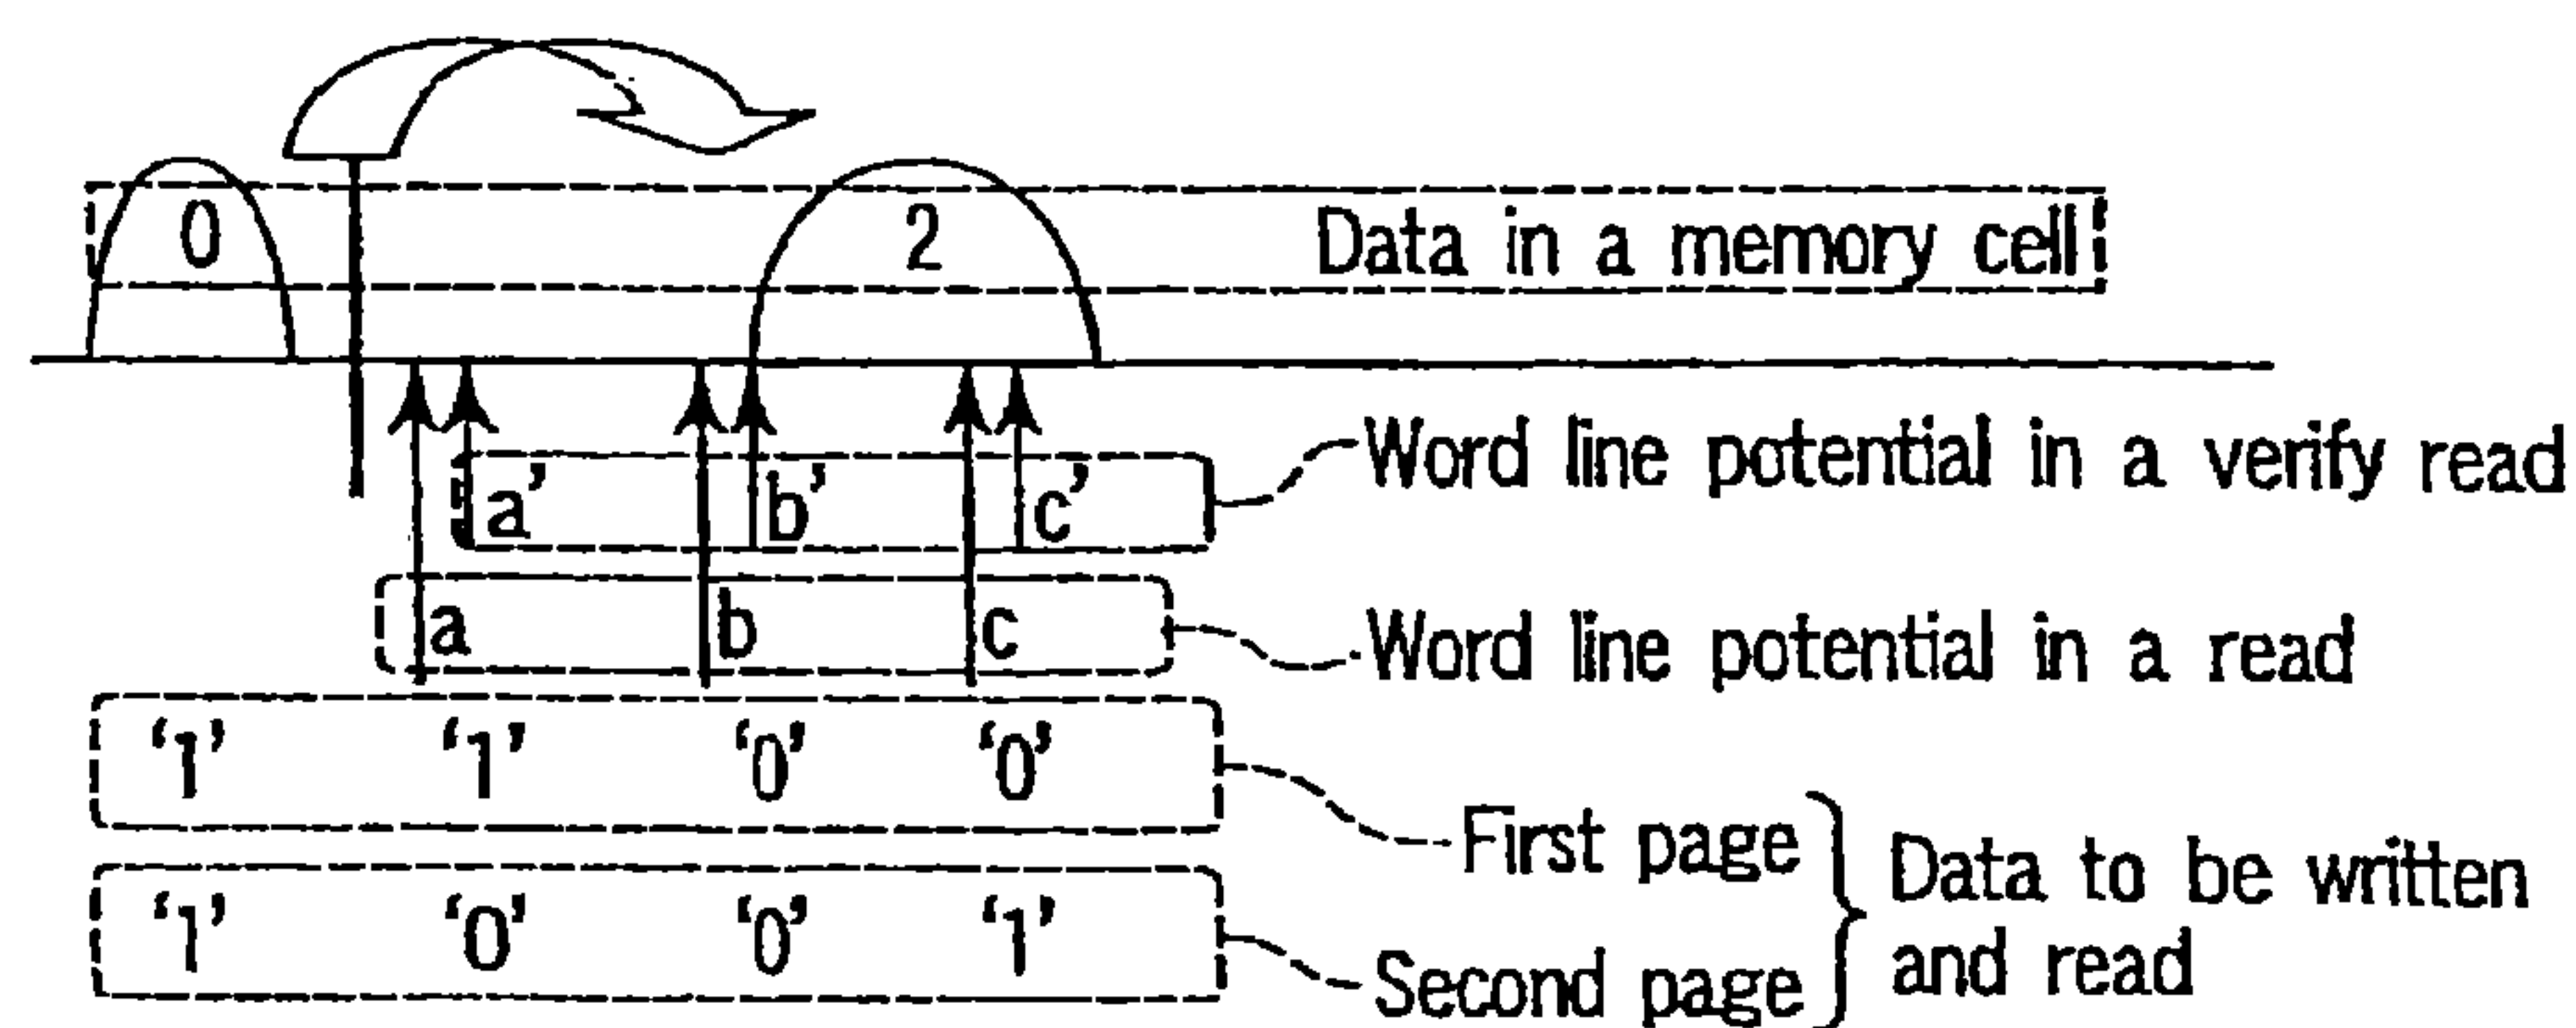 0 2 Data in a memory cell
a’ b’ c’ Word line potential in a verify read
a b c Word line potential in a read
‘1’ ‘1’ ‘0’ ‘0’
First page
‘1’ ‘0’ ‘0’ ‘1’
Second page
Data to be written
and read